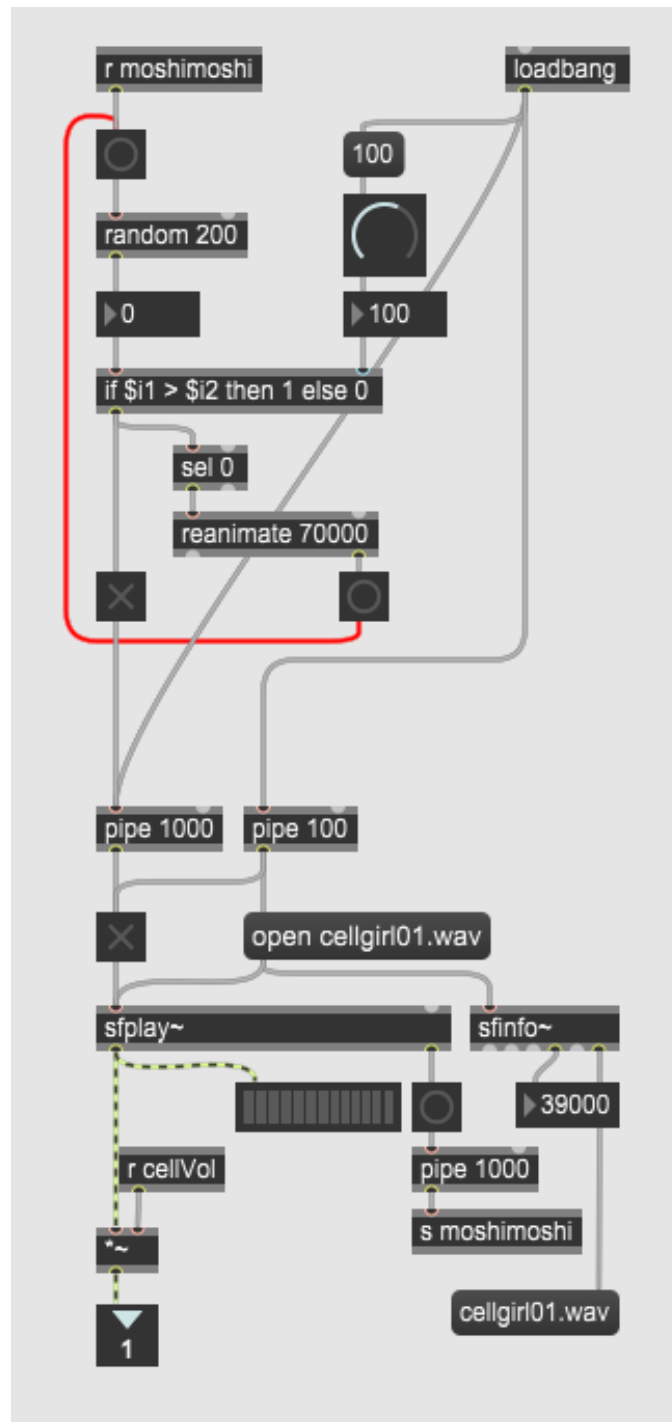 r moshimoshi
loadbang
100
random 200
0
100
if $i1 > $i2 then 1 else 0
sel 0
reanimate 70000
pipe 1000
pipe 100
open cellgirl01.wav
sfplay~
sfinfo~
39000
r cellVol
pipe 1000
s moshimoshi
*~
cellgirl01.wav
1